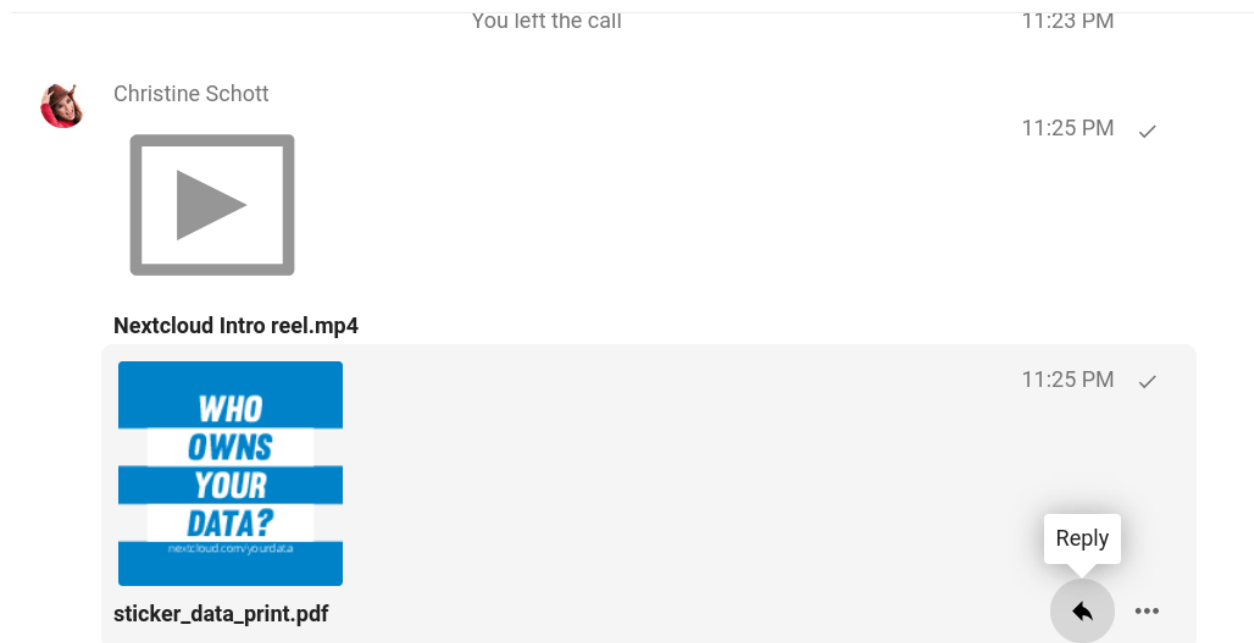 You left the call 11:23 PM
Christine Schott
11:25 PM
Nextcloud Intro reel.mp4
11:25 PM
WHO
OWNS
YOUR
DATA?
nextcloud.com/yourdata
Reply
sticker_data_print.pdf